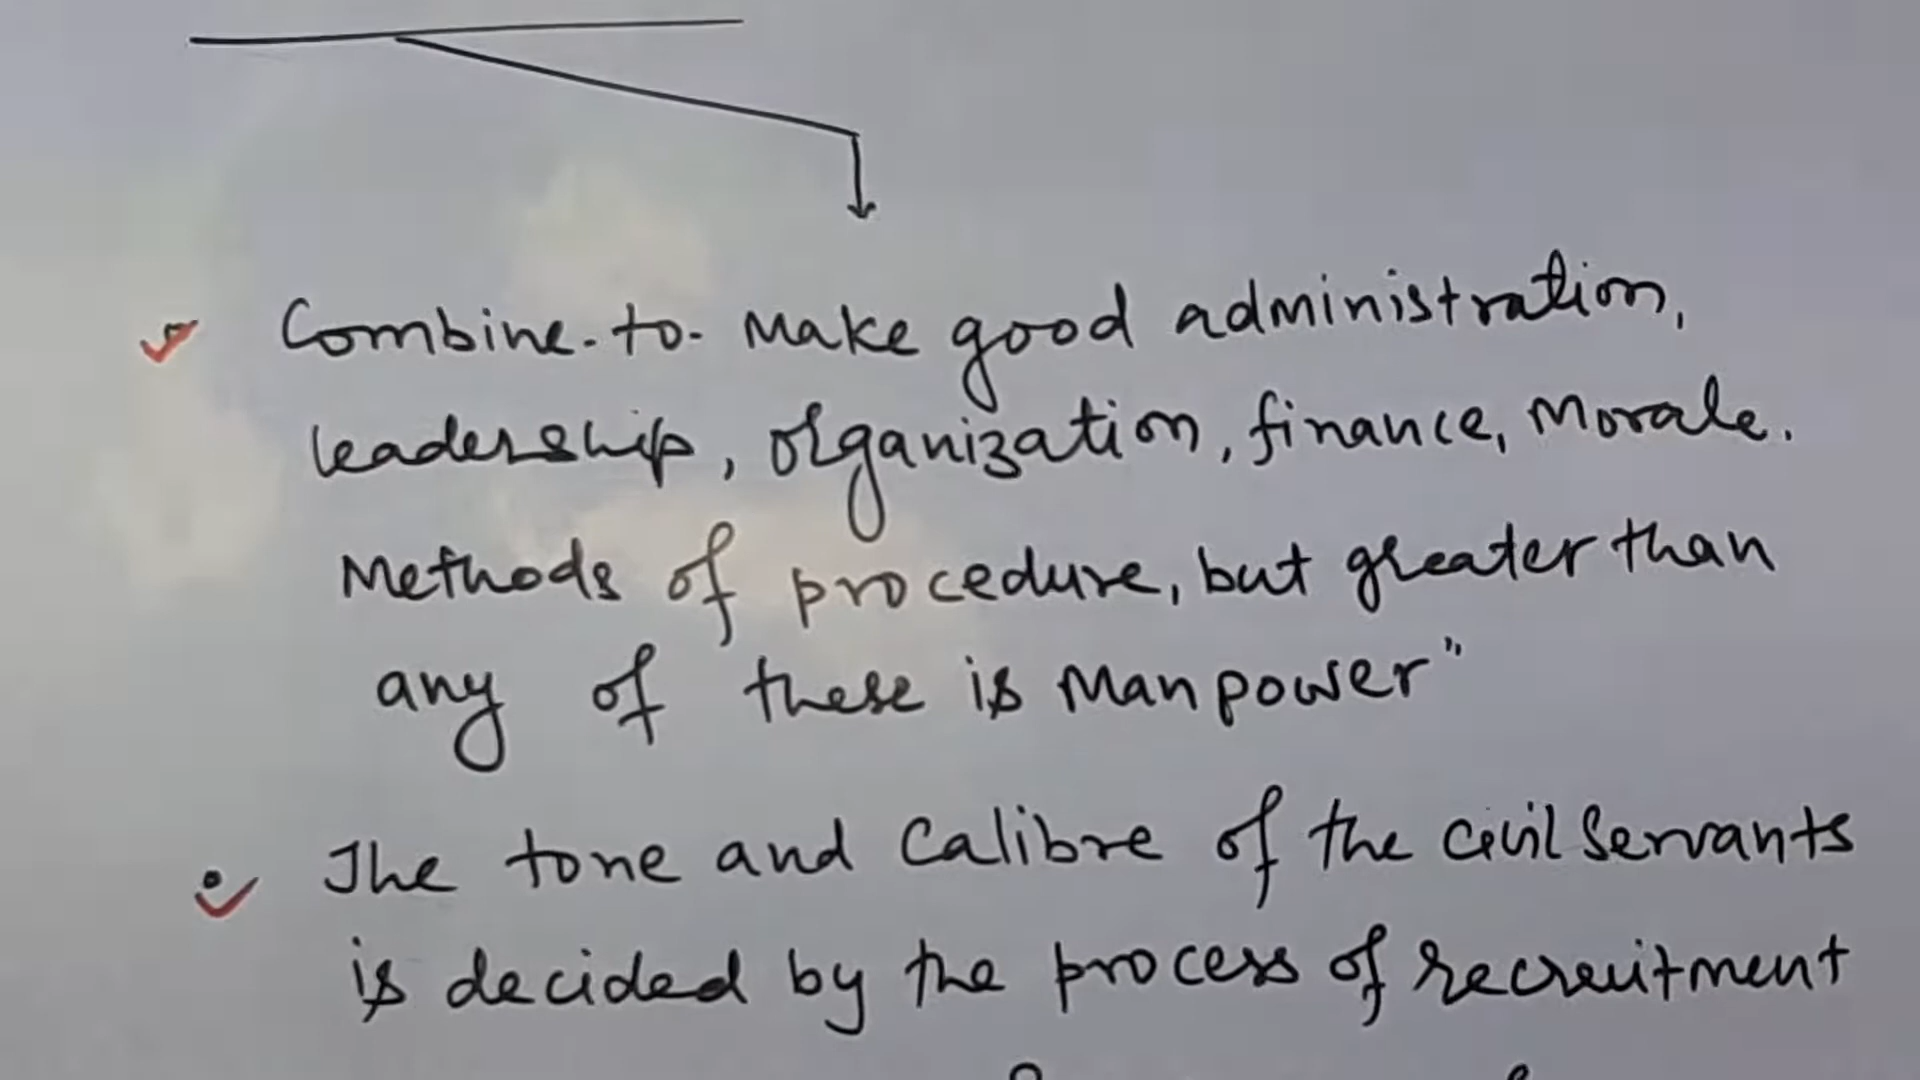 Combine-to- Make good administration,
leadership, organization, finance, Morale.
Methods of procedure, but greater than
any of these is Manpower"
The tone and Calibre of the Civil Servants
is decided by the process of recruitment